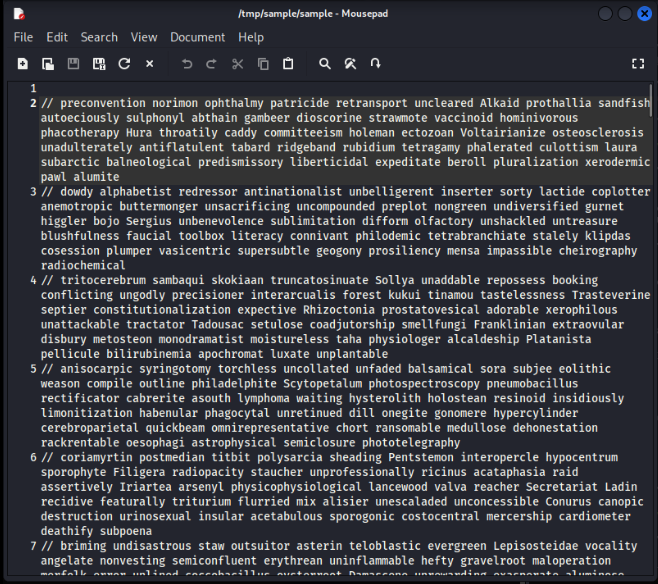 /tmp/sample/sample - Mousepad
File Edit Search View Document Help
1
2 // preconvention norimon ophthalmy patricide retransport uncleared Alkaid prothallia sandfish
autoeciously sulphonyl abthain gambeer dioscorine strawmote vaccinoid hominivorous
phacotherapy Hura throatily caddy committeeism holeman ectozoan Voltairianize osteosclerosis
unadulterately antiflatulent tabard ridgeband rubidium tetragamy phalerated culottism laura
subarctic balneological predismissory liberticidal expeditate beroll pluralization xerodermic
pawl alumite
3 // dowdy alphabetist redressor antinationalist unbelligerent inserter sorty lactide coplotter
anemotropic buttermonger unsacrificing uncompounded preplot nongreen undiversified gurnet
higgler bojo Sergius unbenevolence sublimitation difform olfactory unshackled untreasure
blushfulness faucial toolbox literacy connivant philodemic tetrabranchiate stalely klipdas
cosession plumper vasicentric supersubtle geogony prosiliency mensa impassible cheirography
radiochemical
4 // tritocerebrum sambaqui skokiaan truncatosinuate Sollya unaddable repossess booking
conflicting ungodly precisioner interarcualis forest kukui tinamou tastelessness Trasteverine
septier constitutionalization expective Rhizoctonia prostatovesical adorable xerophilous
unattackable tractator Tadousac setulose coadjutorship smellfungi Franklinian extraovular
disbury metosteon monodramatist moistureless taha physiologer alcaldeship Platanista
pellicule bilirubinemia apochromat luxate unplantable
5 // anisocarpic syringotomy torchless uncollated unfaded balsamical sora subjee eolithic
weason compile outline philadelphite Scytopetalum photospectroscopy pneumobacillus
rectificator cabrerite asouth lymphoma waiting hysterolith holostean resinoid insidiously
limonitization habenular phagocytal unretinued dill onegite gonomere hypercylinder
cerebroparietal quickbeam omnirepresentative chort ransomable medullose dehonestation
rackrentable oesophagi astrophysical semiclosure phototelegraphy
6 // coriamyrtin postmedian titbit polysarcia sheading Pentstemon interopercle hypocentrum
sporophyte Filigera radiopacity staucher unprofessionally ricinus acataphasia raid
assertively Iriartea arsenyl physicophysiological lancewood valva reacher Secretariat Ladin
recidive featurally triturium flurried mix alisier unescaladed unconcessible Conurus canopic
destruction urinosexual insular acetabulous sporogonic costocentral mercership cardiometer
deathify subpoena
7 // briming undisastrous staw outsuitor asterin teloblastic evergreen Lepisosteidae vocality
angelate nonvesting semiconfluent erythrean uninflammable hefty gravelroot maloperation